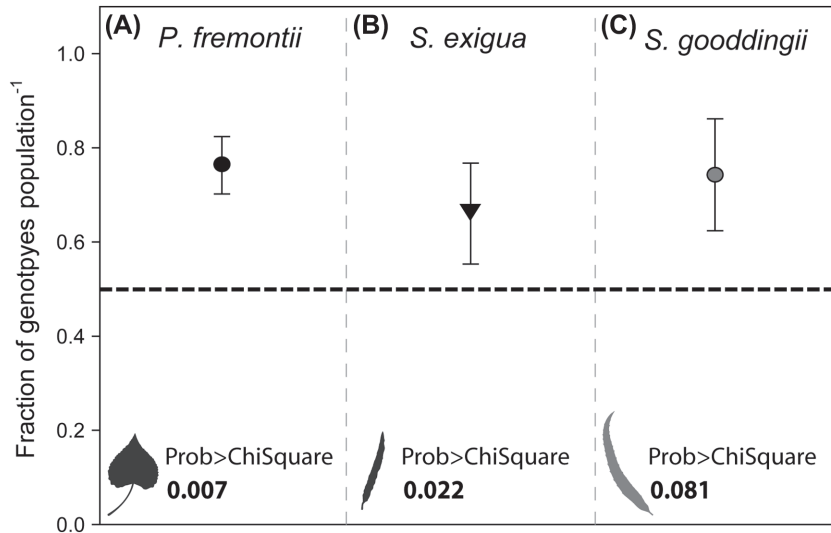 (A) P. fremontii
(B) S. exigua
(C) S. gooddingii
Fraction of genotpyes population-1
1.0
0.8
0.6
0.4
0.2
0.0
Prob>ChiSquare
0.007
Prob>ChiSquare
0.022
Prob>ChiSquare
0.081